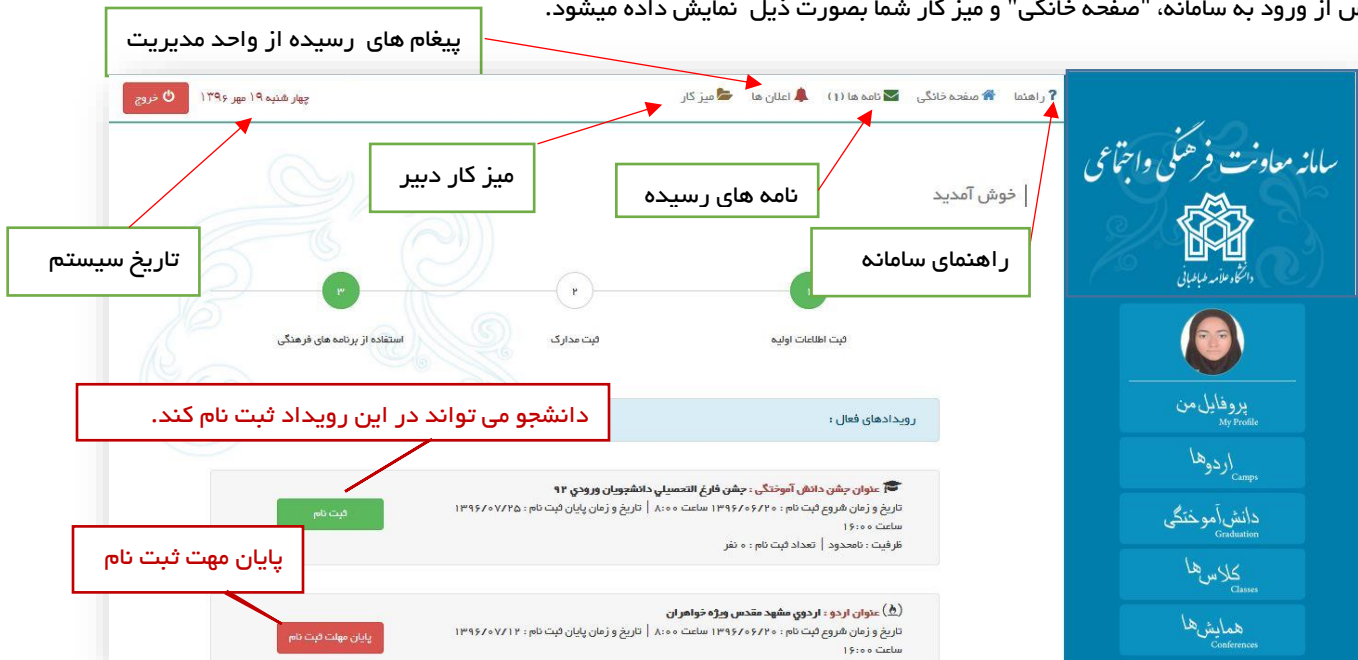 س از ورود به سامانه، "صفحه خانگی" و میز کار شما بصورت ذیل نمایش داده میشود.
پیغام های رسیده از واحد مدیریت
راهنما
صفحه خانگی
نامه ها (۱)
اعلان ها
میز کار
چهار شنبه ۱۹ مهر ۱۳۹۶
خروج
سامانه معاونت فرهنگی و اجتماعی
دانشگاه علامه طباطبائی
میز کار دبیر
نامه های رسیده
خوش آمدید
راهنمای سامانه
تاریخ سیستم
۱
۲
۳
ثبت اطلاعات اولیه
ثبت مدارک
استفاده از برنامه های فرهنگی
دانشجو می تواند در این رویداد ثبت نام کند.
رویدادهای فعال :
عنوان جشن دانش آموختگی : جشن فارغ التحصیلي دانشجویان ورودي ۹۲
تاریخ و زمان شروع ثبت نام : ۱۳۹۶/۰۶/۲۰ ساعت ۸:۰۰ | تاریخ و زمان پایان ثبت نام : ۱۳۹۶/۰۷/۲۵
ساعت ۱۶:۰۰
ظرفیت : نامحدود | تعداد ثبت نام : ۰ نفر
ثبت نام
پایان مهت ثبت نام
عنوان اردو : اردوي مشهد مقدس ویژه خواهران
تاریخ و زمان شروع ثبت نام : ۱۳۹۶/۰۶/۲۰ ساعت ۸:۰۰ | تاریخ و زمان پایان ثبت نام : ۱۳۹۶/۰۷/۱۲
ساعت ۱۶:۰۰
پایان مهلت ثبت نام
پروفایل من
My Profile
اردوها
Camps
دانش‌آموختگی
Graduation
کلاس‌ها
Classes
همایش‌ها
Conferences